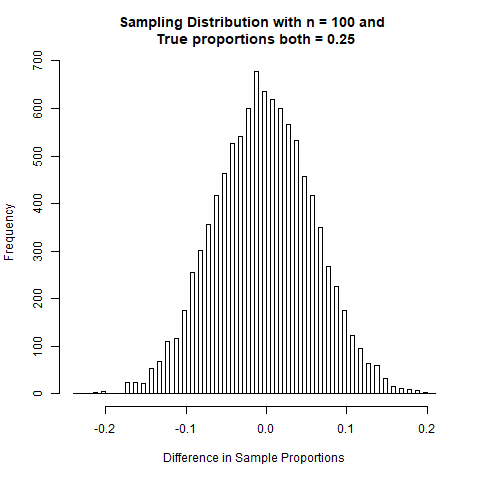 Sampling Distribution with n = 100 and
True proportions both = 0.25
Frequency
700
600
500
400
300
200
100
0
-0.2 -0.1 0.0 0.1 0.2
Difference in Sample Proportions